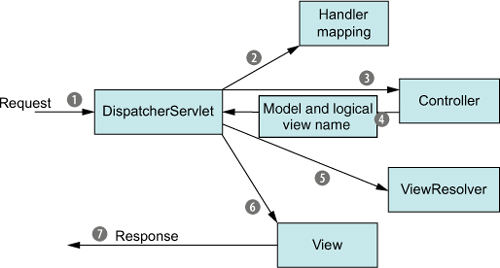 Handler
mapping
2
3
1
Request
DispatcherServlet
Model and logical
view name
4
Controller
5
ViewResolver
6
7 Response
View